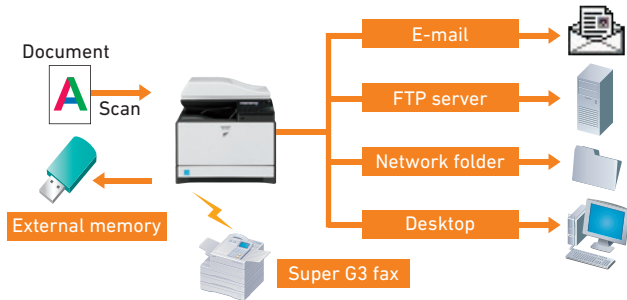 Document
A
Scan
External memory
Super G3 fax
E-mail
FTP server
Network folder
Desktop